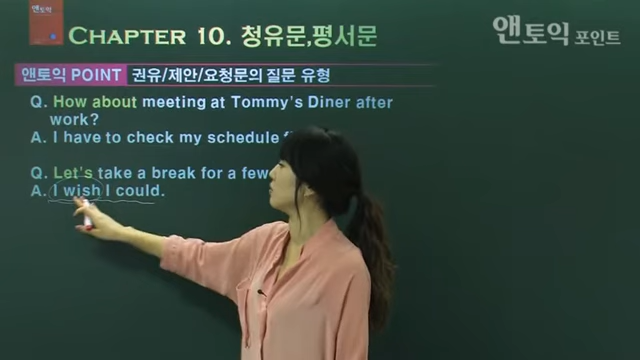 앤토익
CHAPTER 10. 청유문,평서문
앤토익 포인트
앤토익 POINT 권유/제안/요청문의 질문 유형
Q. How about meeting at Tommy's Diner after
work?
A. I have to check my schedule
Q. Let's take a break for a few
A. I wish I could.